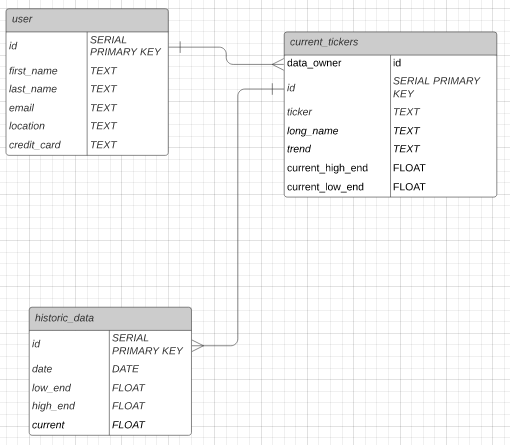 user
id SERIAL
PRIMARY KEY
first_name TEXT
last_name TEXT
email TEXT
location TEXT
credit_card TEXT
current_tickers
data_owner id
id SERIAL PRIMARY
KEY
ticker TEXT
long_name TEXT
trend TEXT
current_high_end FLOAT
current_low_end FLOAT
historic_data
id SERIAL
PRIMARY KEY
date DATE
low_end FLOAT
high_end FLOAT
current FLOAT